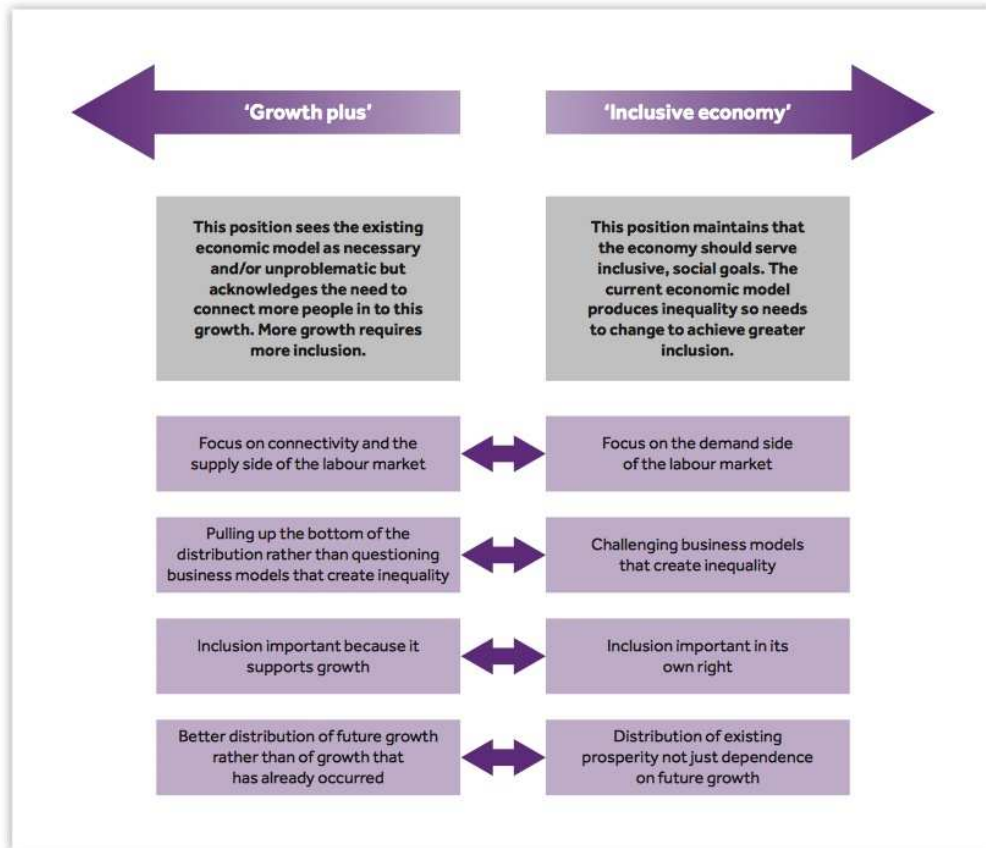 ‘Growth plus’
‘Inclusive economy’
This position sees the existing
economic model as necessary
and/or unproblematic but
acknowledges the need to
connect more people in to this
growth. More growth requires
more inclusion.
This position maintains that
the economy should serve
inclusive, social goals. The
current economic model
produces inequality so needs
to change to achieve greater
inclusion.
Focus on connectivity and the
supply side of the labour market
Focus on the demand side
of the labour market
Pulling up the bottom of the
distribution rather than questioning
business models that create inequality
Challenging business models
that create inequality
Inclusion important because it
supports growth
Inclusion important in its
own right
Better distribution of future growth
rather than of growth that
has already occurred
Distribution of existing
prosperity not just dependence
on future growth